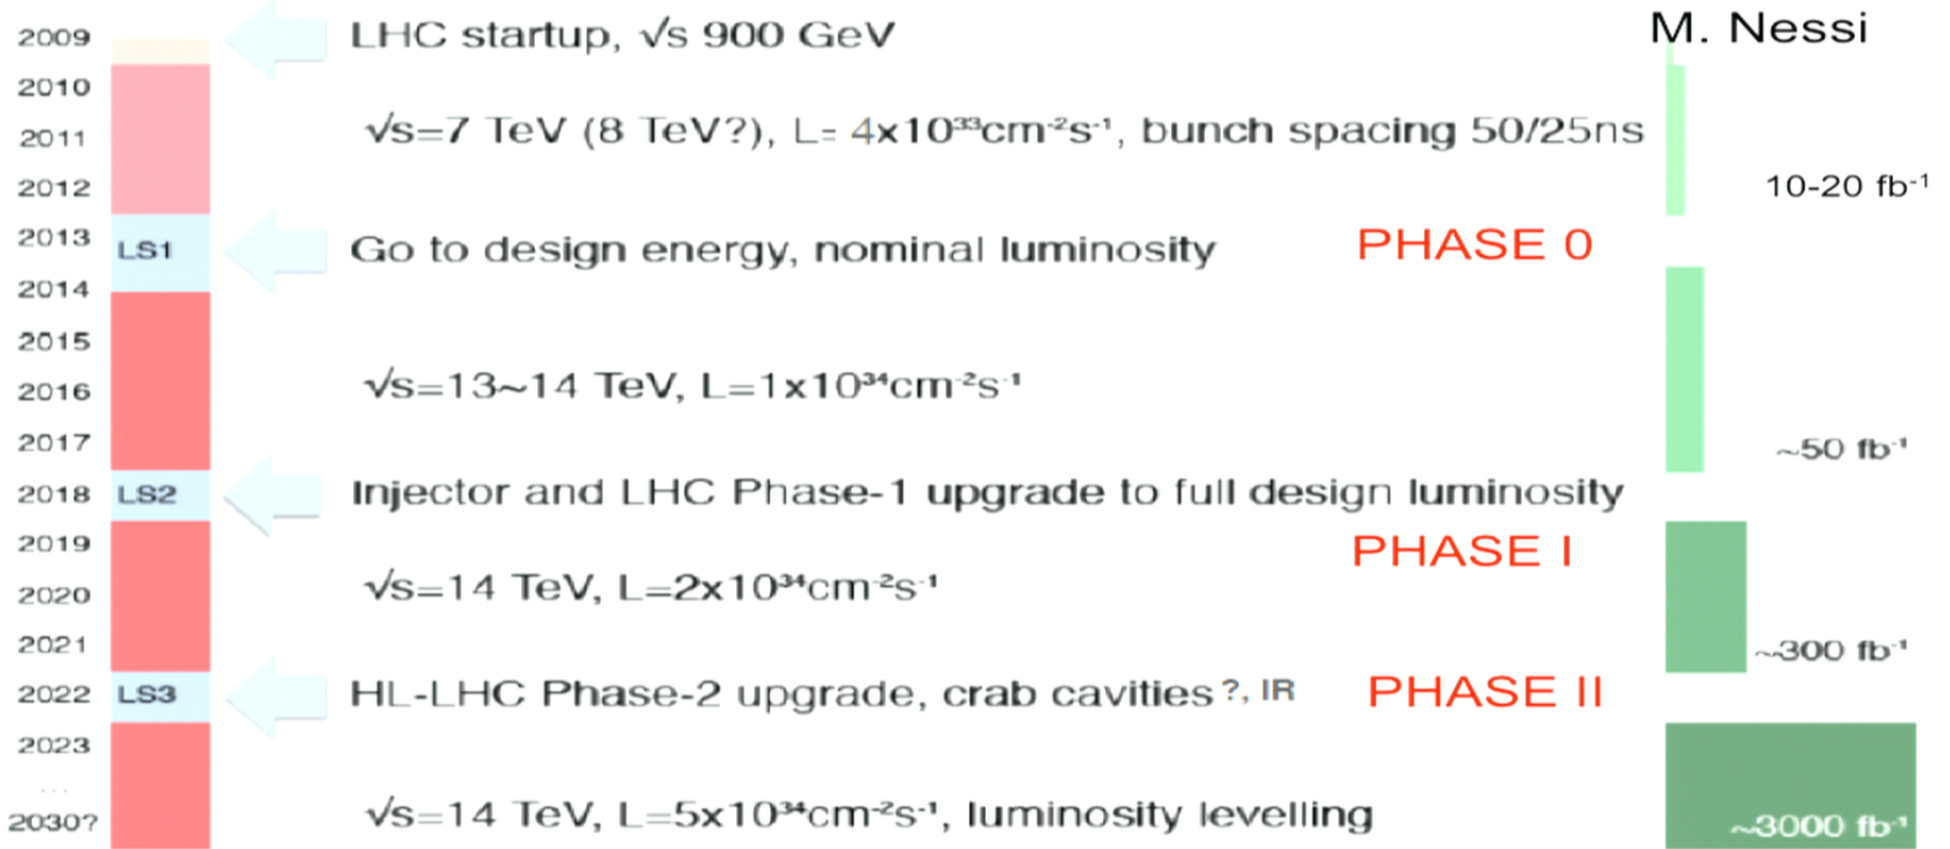 2009 LHC startup, √s 900 GeV M. Nessi
2010
2011 √s=7 TeV (8 TeV?), L= 4x10³³cm⁻²s⁻¹, bunch spacing 50/25ns
2012 10-20 fb⁻¹
2013 LS1 Go to design energy, nominal luminosity PHASE 0
2014
2015
2016 √s=13~14 TeV, L=1x10³⁴cm⁻²s⁻¹
2017 ~50 fb⁻¹
2018 LS2 Injector and LHC Phase-1 upgrade to full design luminosity
2019 PHASE I
2020 √s=14 TeV, L=2x10³⁴cm⁻²s⁻¹
2021 ~300 fb⁻¹
2022 LS3 HL-LHC Phase-2 upgrade, crab cavities?, IR PHASE II
2023
...
2030? √s=14 TeV, L=5x10³⁴cm⁻²s⁻¹, luminosity levelling ~3000 fb⁻¹